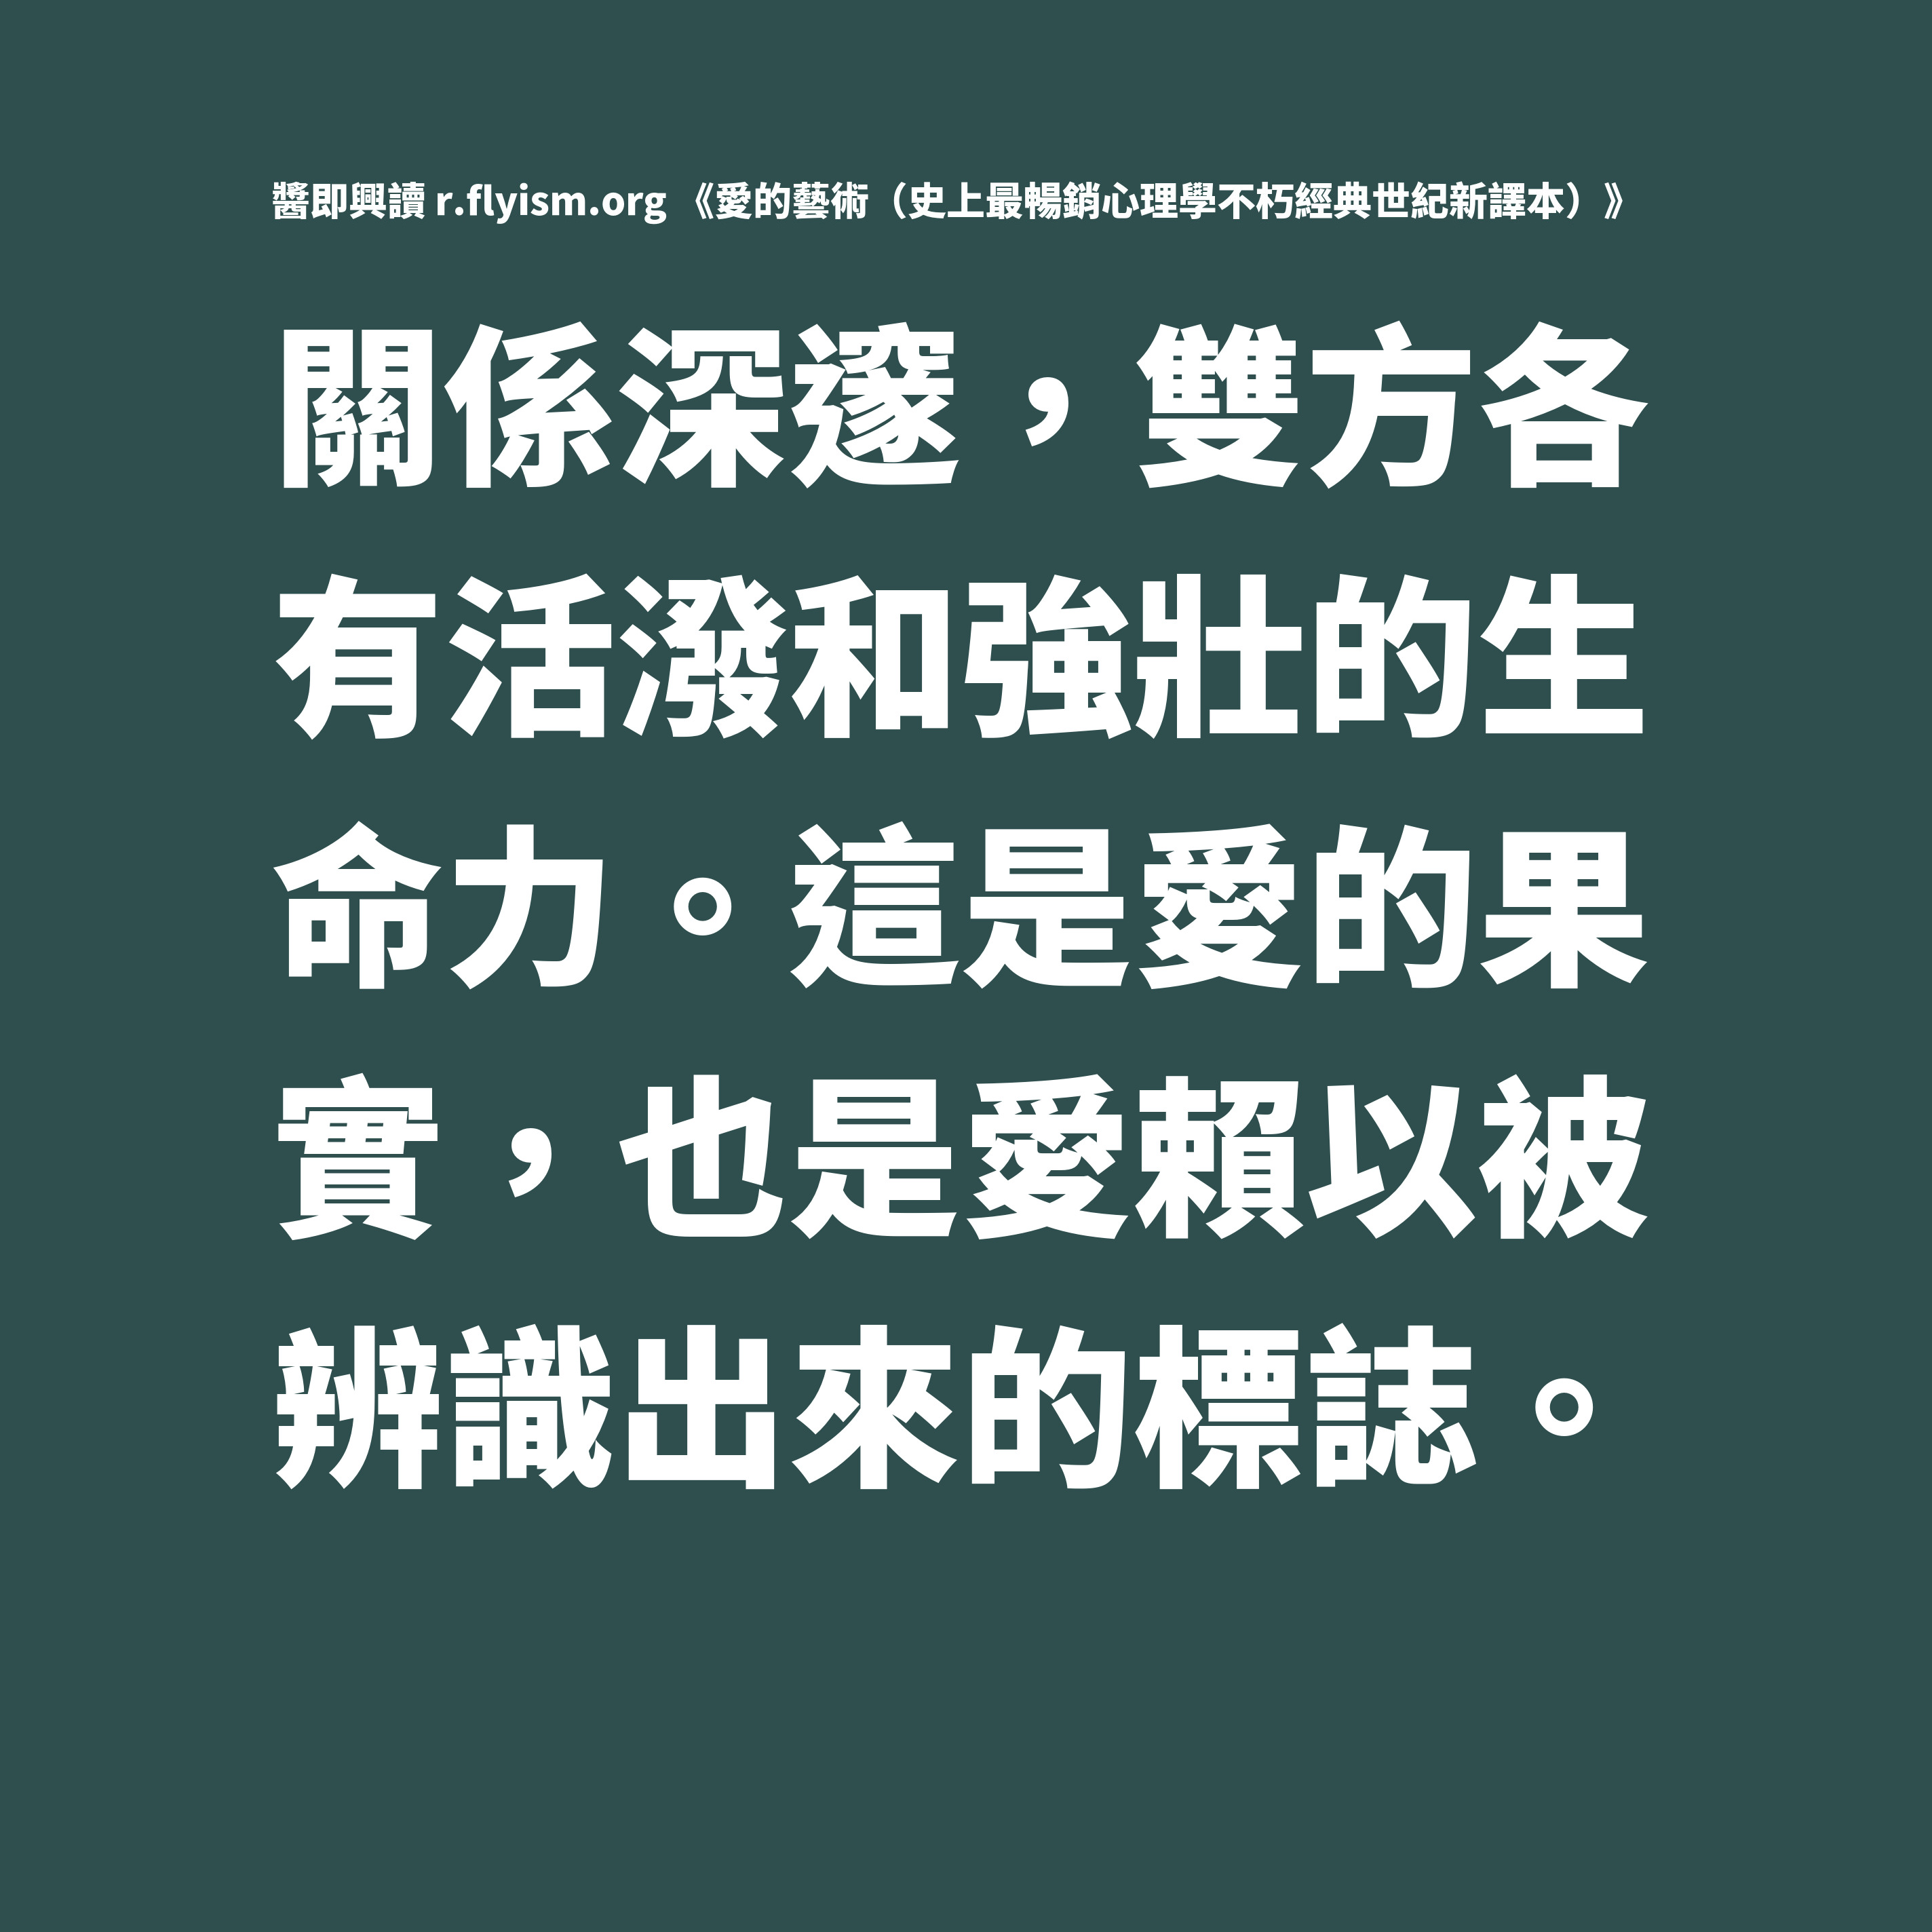 翳即閱讀 r.flyism.org《愛的藝術（史上最暢銷心理學不朽經典世紀新譯本）》
關係深邃，雙方各
有活潑和強壯的生
命力。這是愛的果
實，也是愛賴以被
辨識出來的標誌。